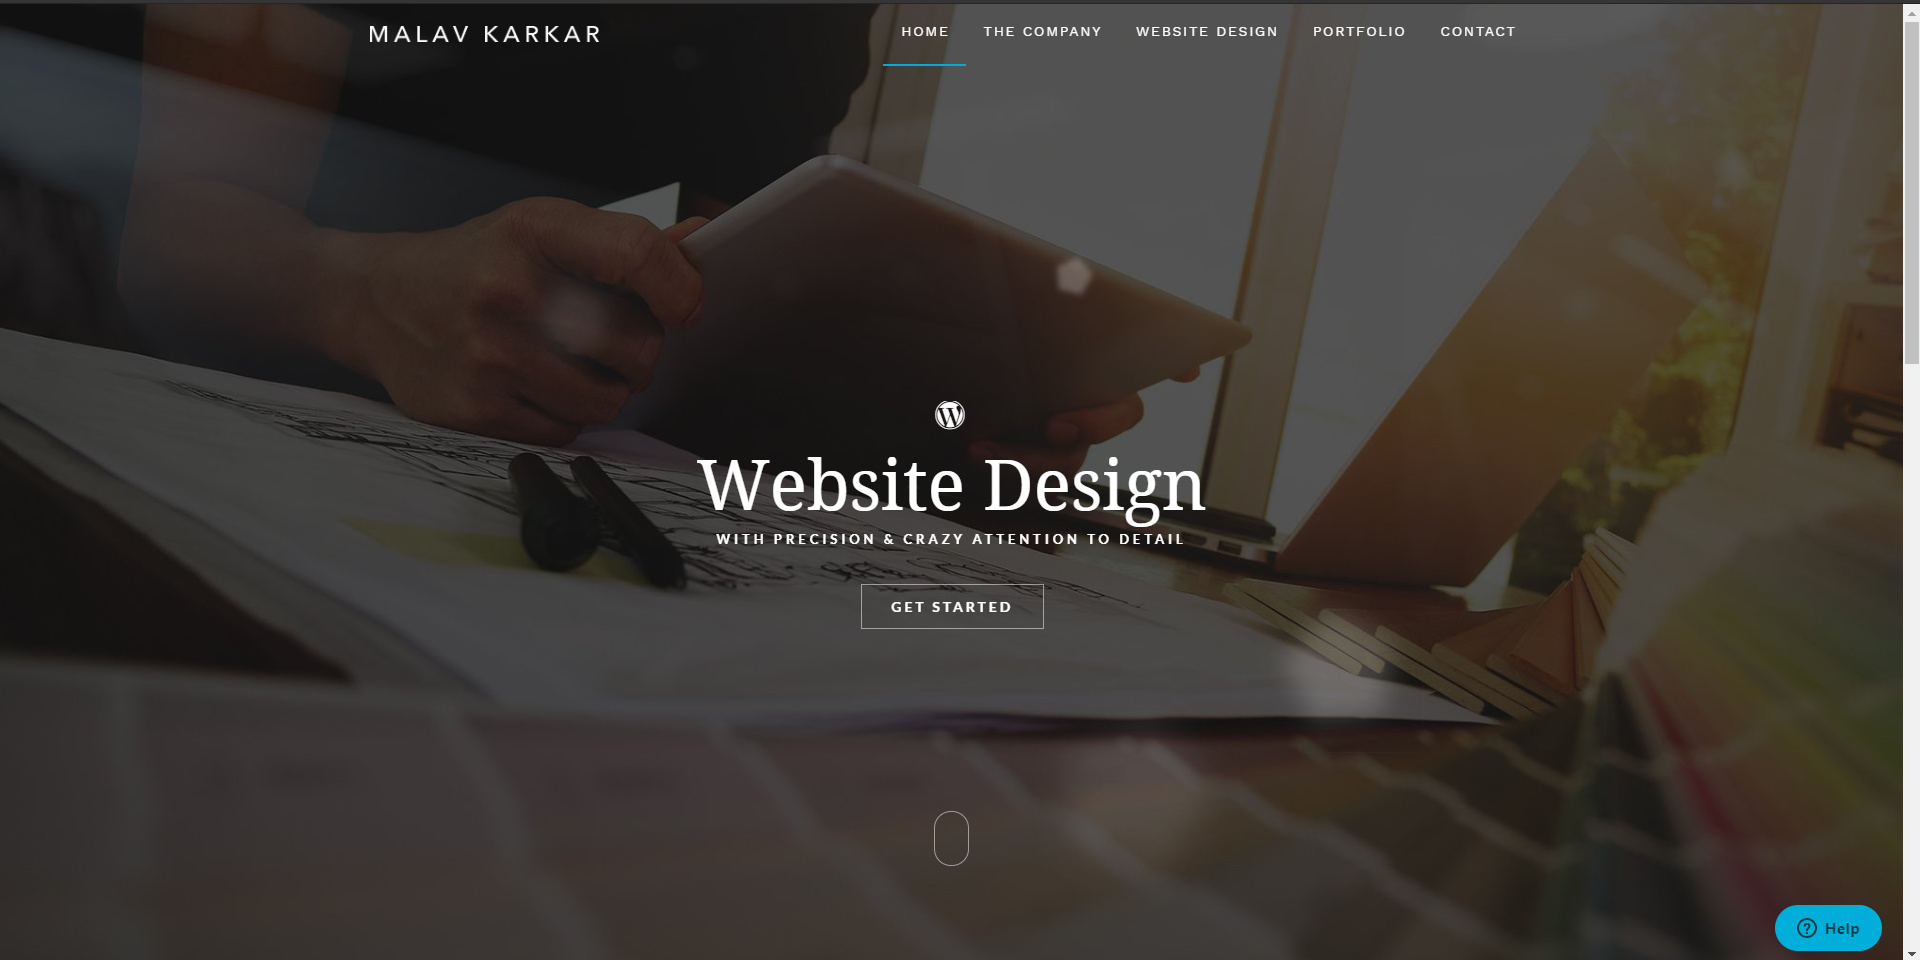 MALAV KARKAR
HOME THE COMPANY WEBSITE DESIGN PORTFOLIO CONTACT
Website Design
WITH PRECISION & CRAZY ATTENTION TO DETAIL
GET STARTED
Help